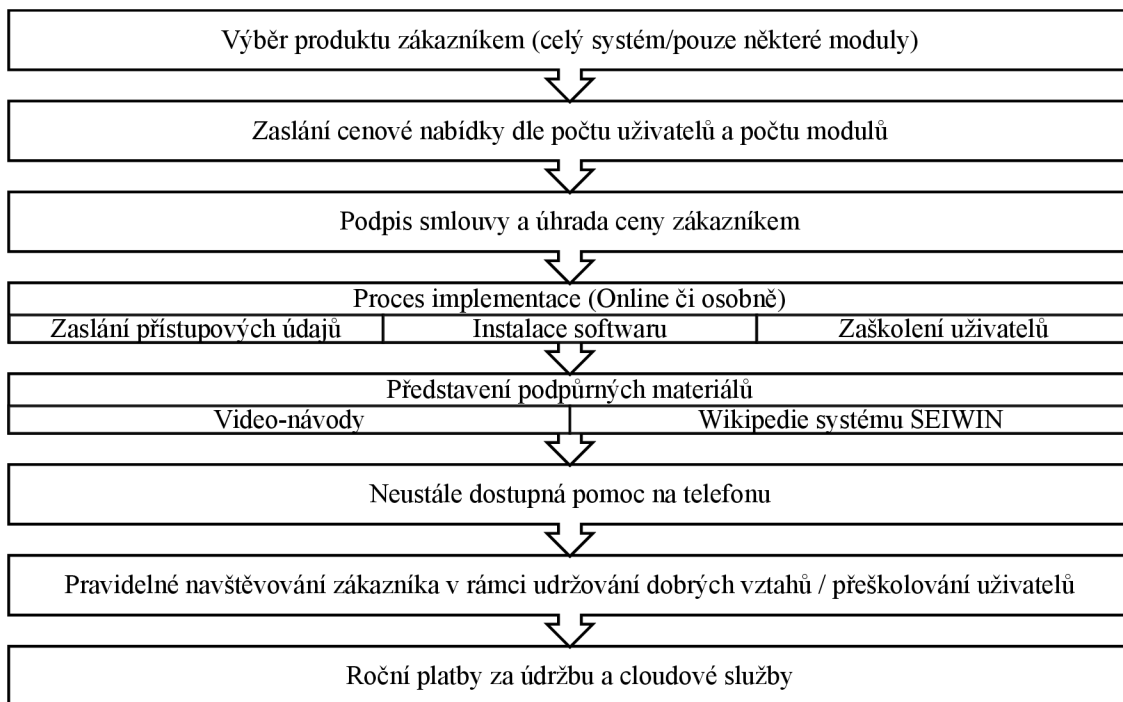 Výběr produktu zákazníkem (celý systém/pouze některé moduly)
Zaslání cenové nabídky dle počtu uživatelů a počtu modulů
Podpis smlouvy a úhrada ceny zákazníkem
Proces implementace (Online či osobně)
Zaslání přístupových údajů
Instalace softwaru
Zaškolení uživatelů
Představení podpůrných materiálů
Video-návody
Wikipedie systému SEIWIN
Neustále dostupná pomoc na telefonu
Pravidelné navštěvování zákazníka v rámci udržování dobrých vztahů / přeškolování uživatelů
Roční platby za údržbu a cloudové služby